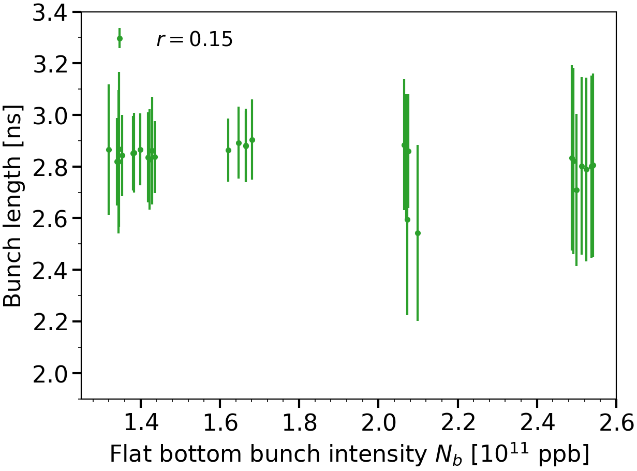 3.4
3.2
3.0
2.8
2.6
2.4
2.2
2.0
Bunch length [ns]
r = 0.15
1.4 1.6 1.8 2.0 2.2 2.4 2.6
Flat bottom bunch intensity N_b [10^11 ppb]